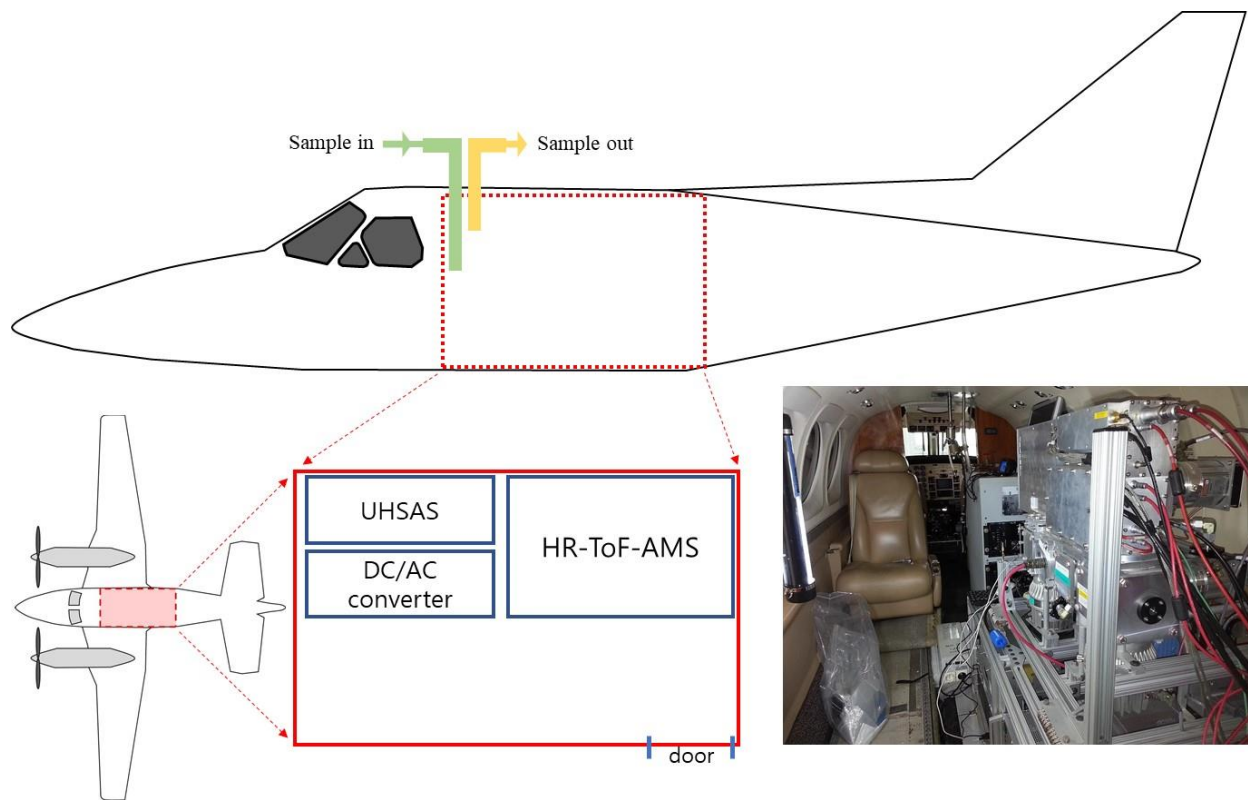 Sample in
Sample out
UHSAS
DC/AC
converter
HR-ToF-AMS
door